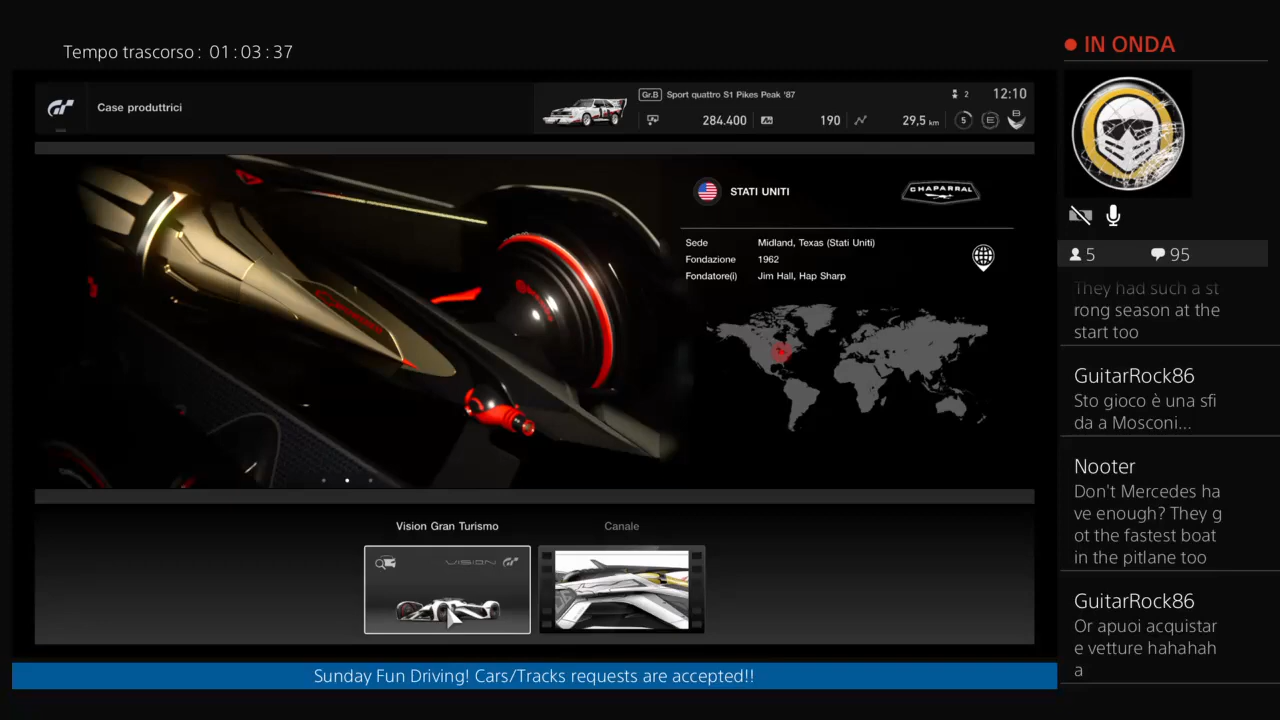 Tempo trascorso: 01:03:37
IN ONDA
GT
Case produttrici
Gr.B Sport quattro S1 Pikes Peak '87
2
12:10
284.400
190
29,5 km
5
E
B
STATI UNITI
CHAPARRAL
Sede Midland, Texas (Stati Uniti)
Fondazione 1962
Fondatore(i) Jim Hall, Hap Sharp
Vision Gran Turismo
Canale
VISION GT
Sunday Fun Driving! Cars/Tracks requests are accepted!!
5
95
They had such a st
rong season at the
start too
GuitarRock86
Sto gioco è una sfi
da a Mosconi...
Nooter
Don't Mercedes ha
ve enough? They g
ot the fastest boat
in the pitlane too
GuitarRock86
Or apuoi acquistar
e vetture hahahah
a